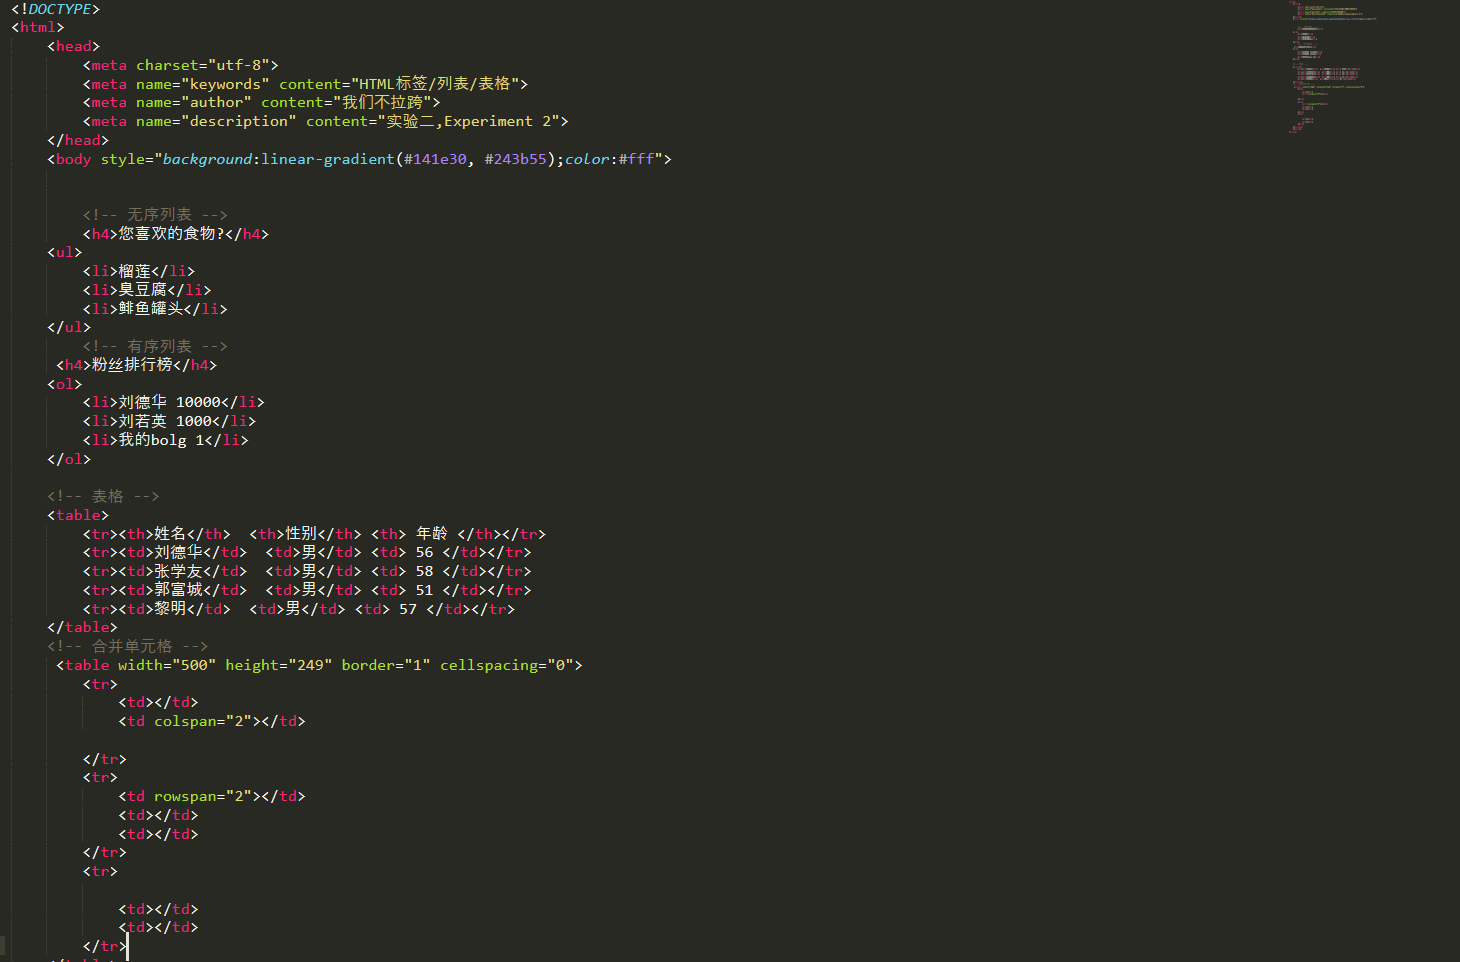 <!DOCTYPE>
<html>
<head>
<meta charset="utf-8">
<meta name="keywords" content="HTML标签/列表/表格">
<meta name="author" content="我们不拉跨">
<meta name="description" content="实验二,Experiment 2">
</head>
<body style="background:linear-gradient(#141e30, #243b55);color:#fff">
<!-- 无序列表 -->
<h4>您喜欢的食物?</h4>
<ul>
<li>榴莲</li>
<li>臭豆腐</li>
<li>鲱鱼罐头</li>
</ul>
<!-- 有序列表 -->
<h4>粉丝排行榜</h4>
<ol>
<li>刘德华 10000</li>
<li>刘若英 1000</li>
<li>我的bolg 1</li>
</ol>
<!-- 表格 -->
<table>
<tr><th>姓名</th>  <th>性别</th> <th> 年龄 </th></tr>
<tr><td>刘德华</td>  <td>男</td> <td> 56 </td></tr>
<tr><td>张学友</td>  <td>男</td> <td> 58 </td></tr>
<tr><td>郭富城</td>  <td>男</td> <td> 51 </td></tr>
<tr><td>黎明</td>  <td>男</td> <td> 57 </td></tr>
</table>
<!-- 合并单元格 -->
<table width="500" height="249" border="1" cellspacing="0">
<tr>
<td></td>
<td colspan="2"></td>
</tr>
<tr>
<td rowspan="2"></td>
<td></td>
<td></td>
</tr>
<tr>
<td></td>
<td></td>
</tr>